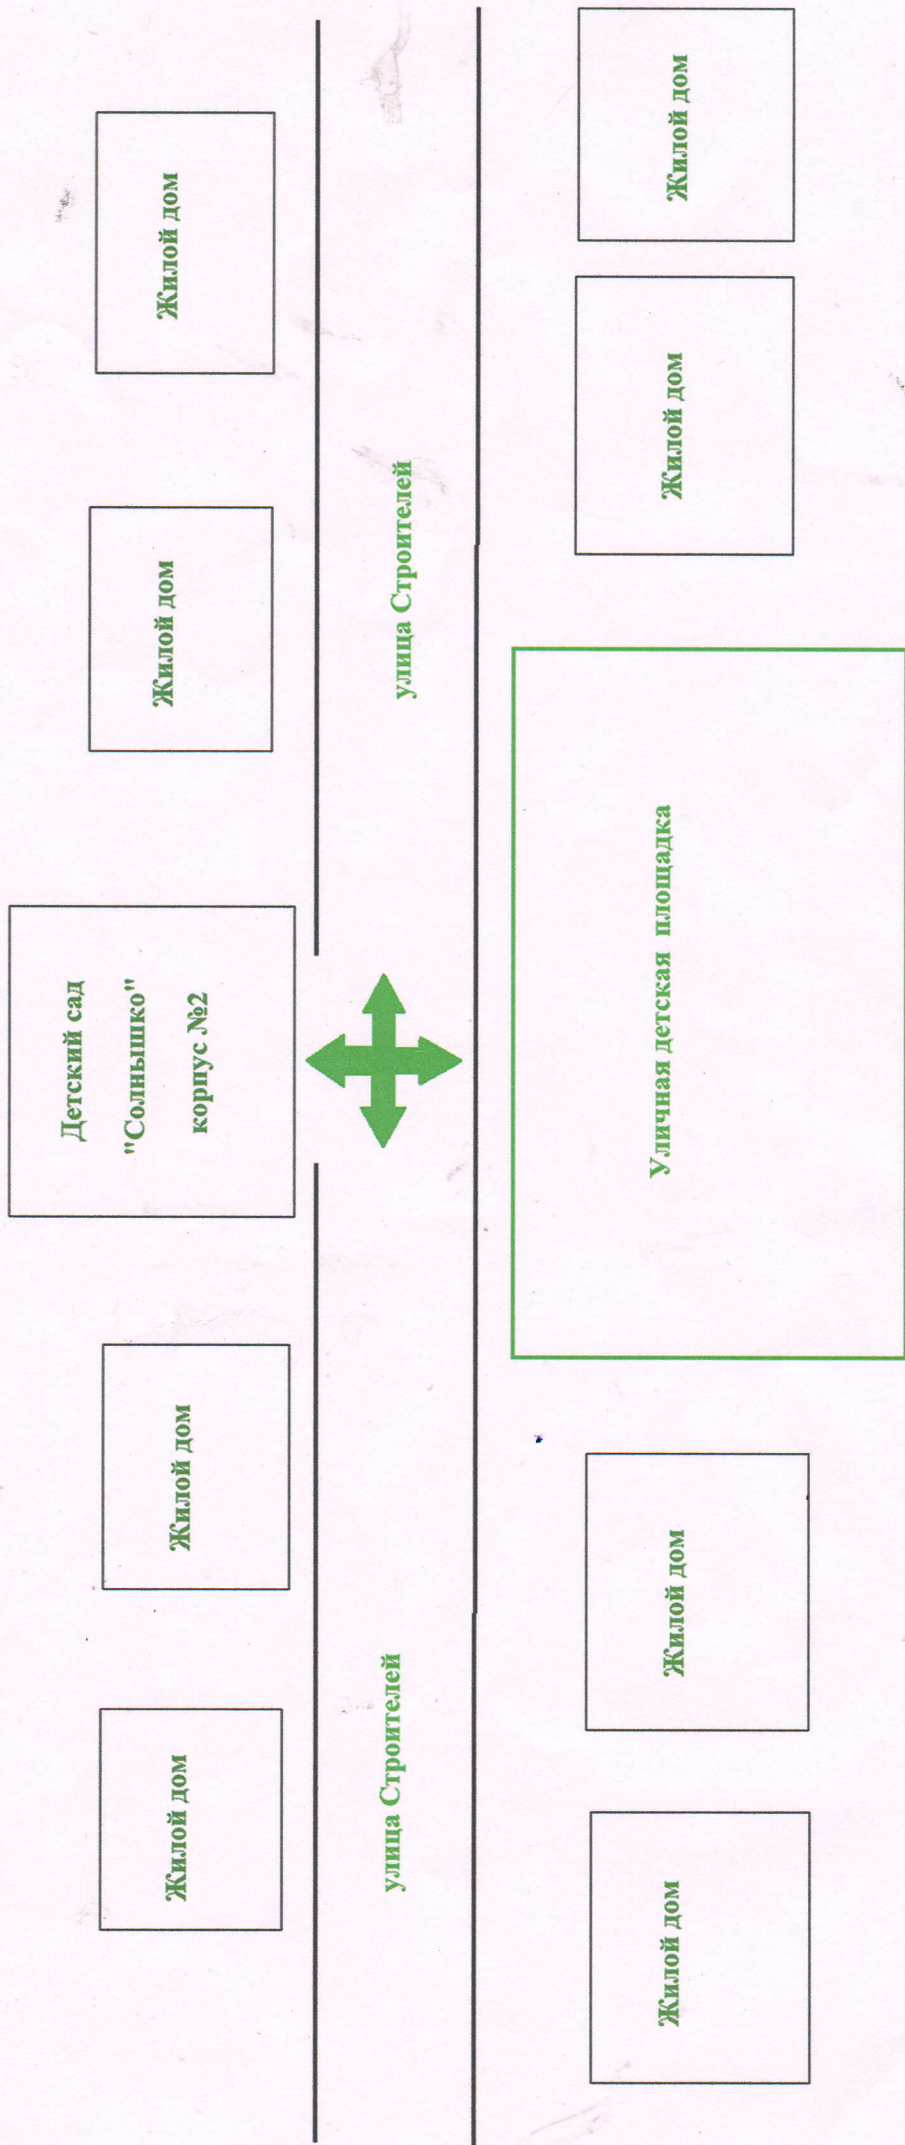 Жилой дом
Жилой дом
Детский сад
"Солнышко"
корпус №2
Жилой дом
Жилой дом
улица Строителей
улица Строителей
Жилой дом
Жилой дом
Уличная детская площадка
Жилой дом
Жилой дом